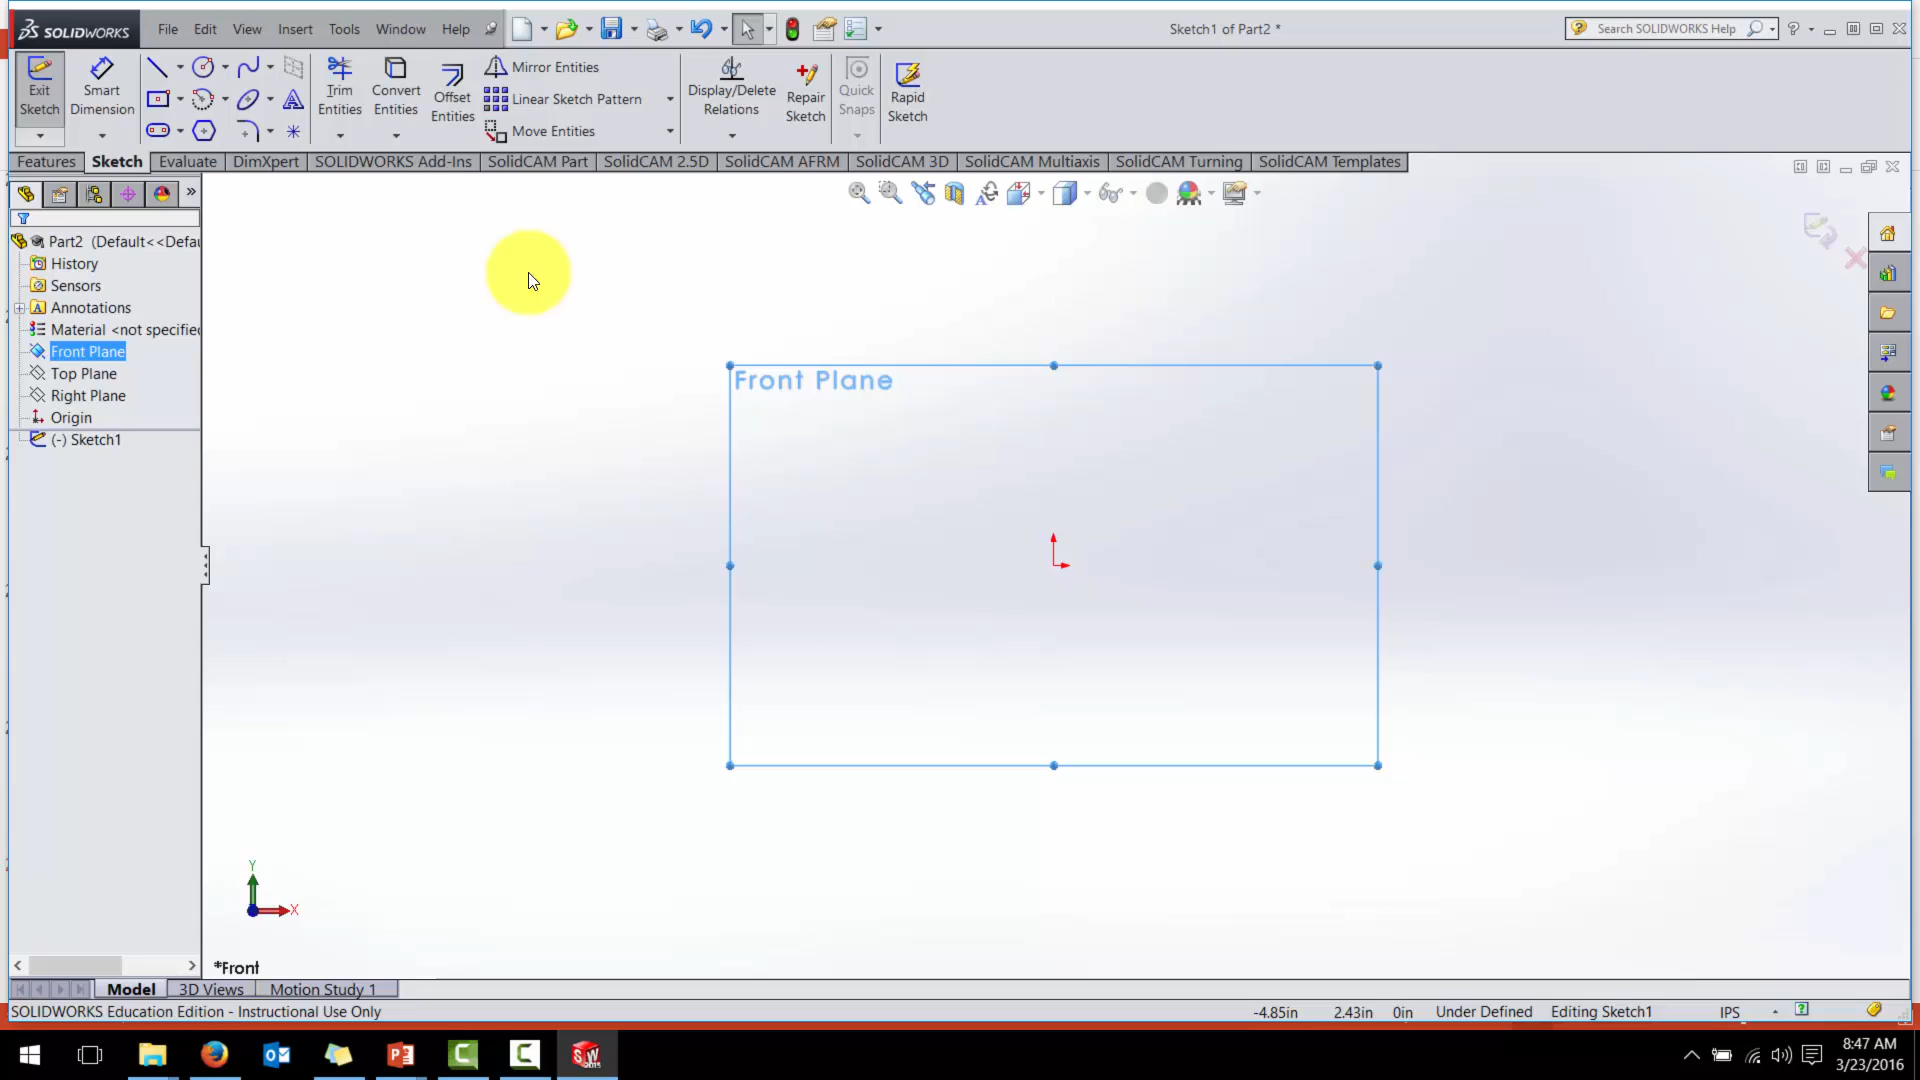 SOLIDWORKS File Edit View Insert Tools Window Help Sketch1 of Part2 * Search SOLIDWORKS Help
Exit Sketch
Smart Dimension
Trim Entities
Convert Entities
Offset Entities
Mirror Entities
Linear Sketch Pattern
Move Entities
Display/Delete Relations
Repair Sketch
Quick Snaps
Rapid Sketch
Features Sketch Evaluate DimXpert SOLIDWORKS Add-Ins SolidCAM Part SolidCAM 2.5D SolidCAM AFRM SolidCAM 3D SolidCAM Multiaxis SolidCAM Turning SolidCAM Templates
Part2 (Default<<Defau
History
Sensors
Annotations
Material <not specified
Front Plane
Top Plane
Right Plane
Origin
(-) Sketch1
Front Plane
Y
X
*Front
Model 3D Views Motion Study 1
SOLIDWORKS Education Edition - Instructional Use Only -4.85in 2.43in 0in Under Defined Editing Sketch1 IPS
8:47 AM
3/23/2016